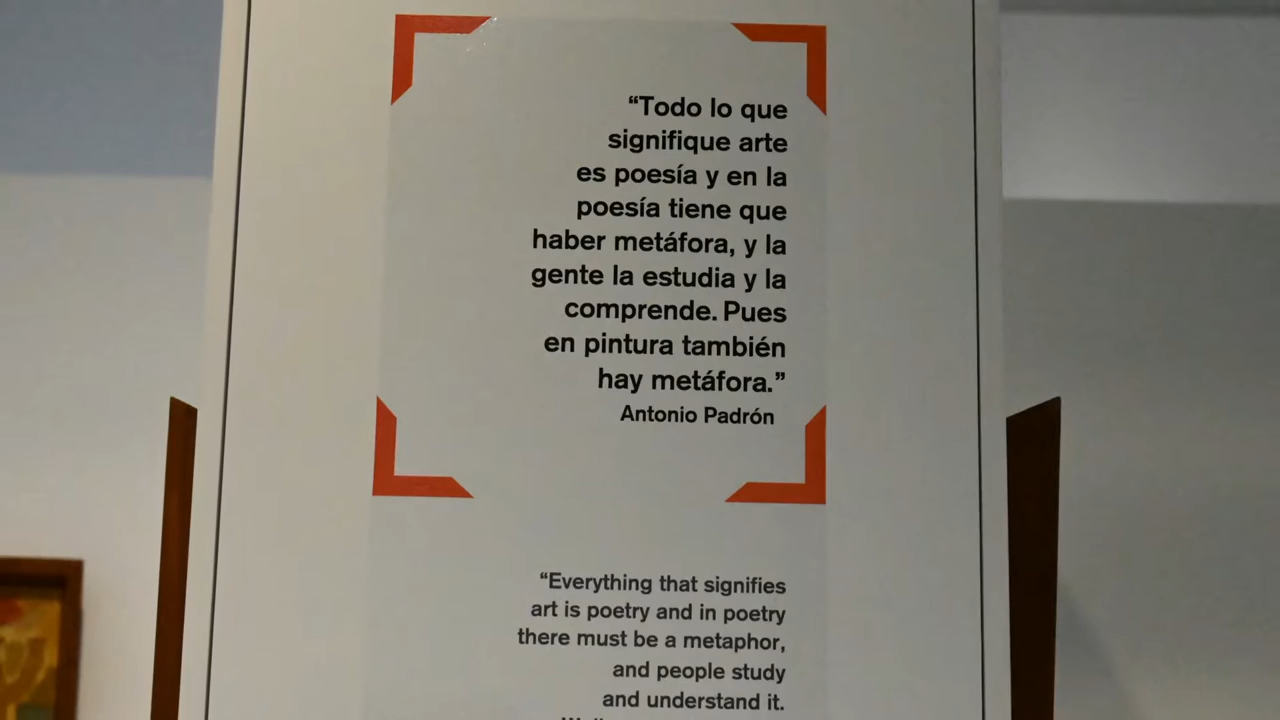 “Todo lo que
signifique arte
es poesía y en la
poesía tiene que
haber metáfora, y la
gente la estudia y la
comprende. Pues
en pintura también
hay metáfora.”
Antonio Padrón
“Everything that signifies
art is poetry and in poetry
there must be a metaphor,
and people study
and understand it.